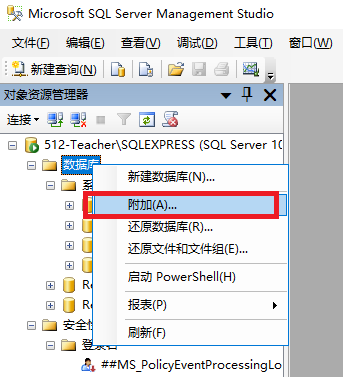 Microsoft SQL Server Management Studio
文件(F) 编辑(E) 查看(V) 调试(D) 工具(T) 窗口(W)
新建查询(N)
对象资源管理器
连接
512-Teacher\SQLEXPRESS (SQL Server 10
数据库
新建数据库(N)...
附加(A)...
还原数据库(R)...
还原文件和文件组(E)...
启动 PowerShell(H)
Re
报表(P)
Re
刷新(F)
安全性
登录名
##MS_PolicyEventProcessingLo